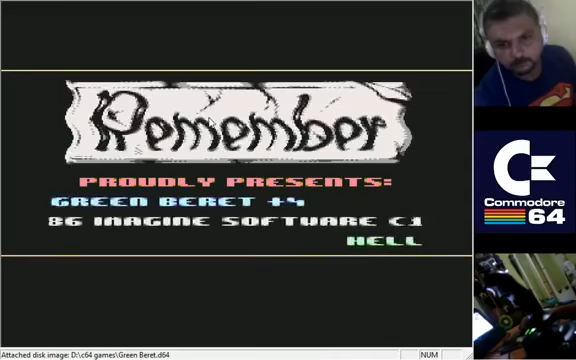 Remember
PROUDLY PRESENTS:
GREEN BERET +4
86 IMAGINE SOFTWARE C1
HELL
Commodore
64
Attached disk image: D:\c64 games\Green Beret.d64
NUM